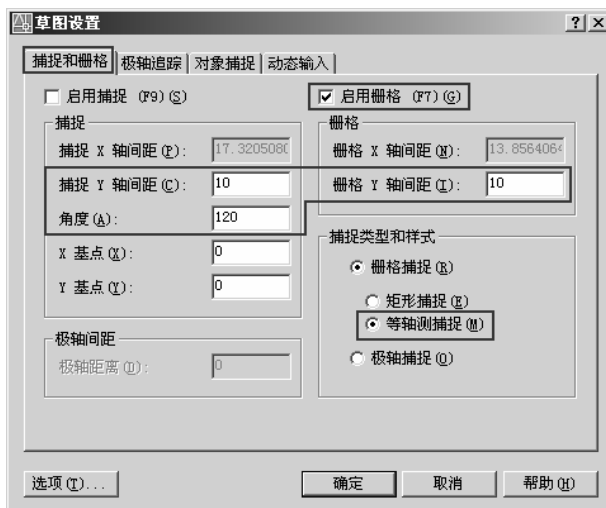 草图设置
捕捉和栅格 极轴追踪 对象捕捉 动态输入
启用捕捉 (F9)(S)
启用栅格 (F7)(G)
捕捉
捕捉 X 轴间距(P): 17.3205080
捕捉 Y 轴间距(C): 10
角度(A): 120
X 基点(X): 0
Y 基点(Y): 0
栅格
栅格 X 轴间距(N): 13.8564064
栅格 Y 轴间距(I): 10
捕捉类型和样式
栅格捕捉(R)
矩形捕捉(E)
等轴测捕捉(M)
极轴捕捉(O)
极轴间距
极轴距离(D): 0
选项(T)... 确定 取消 帮助(H)